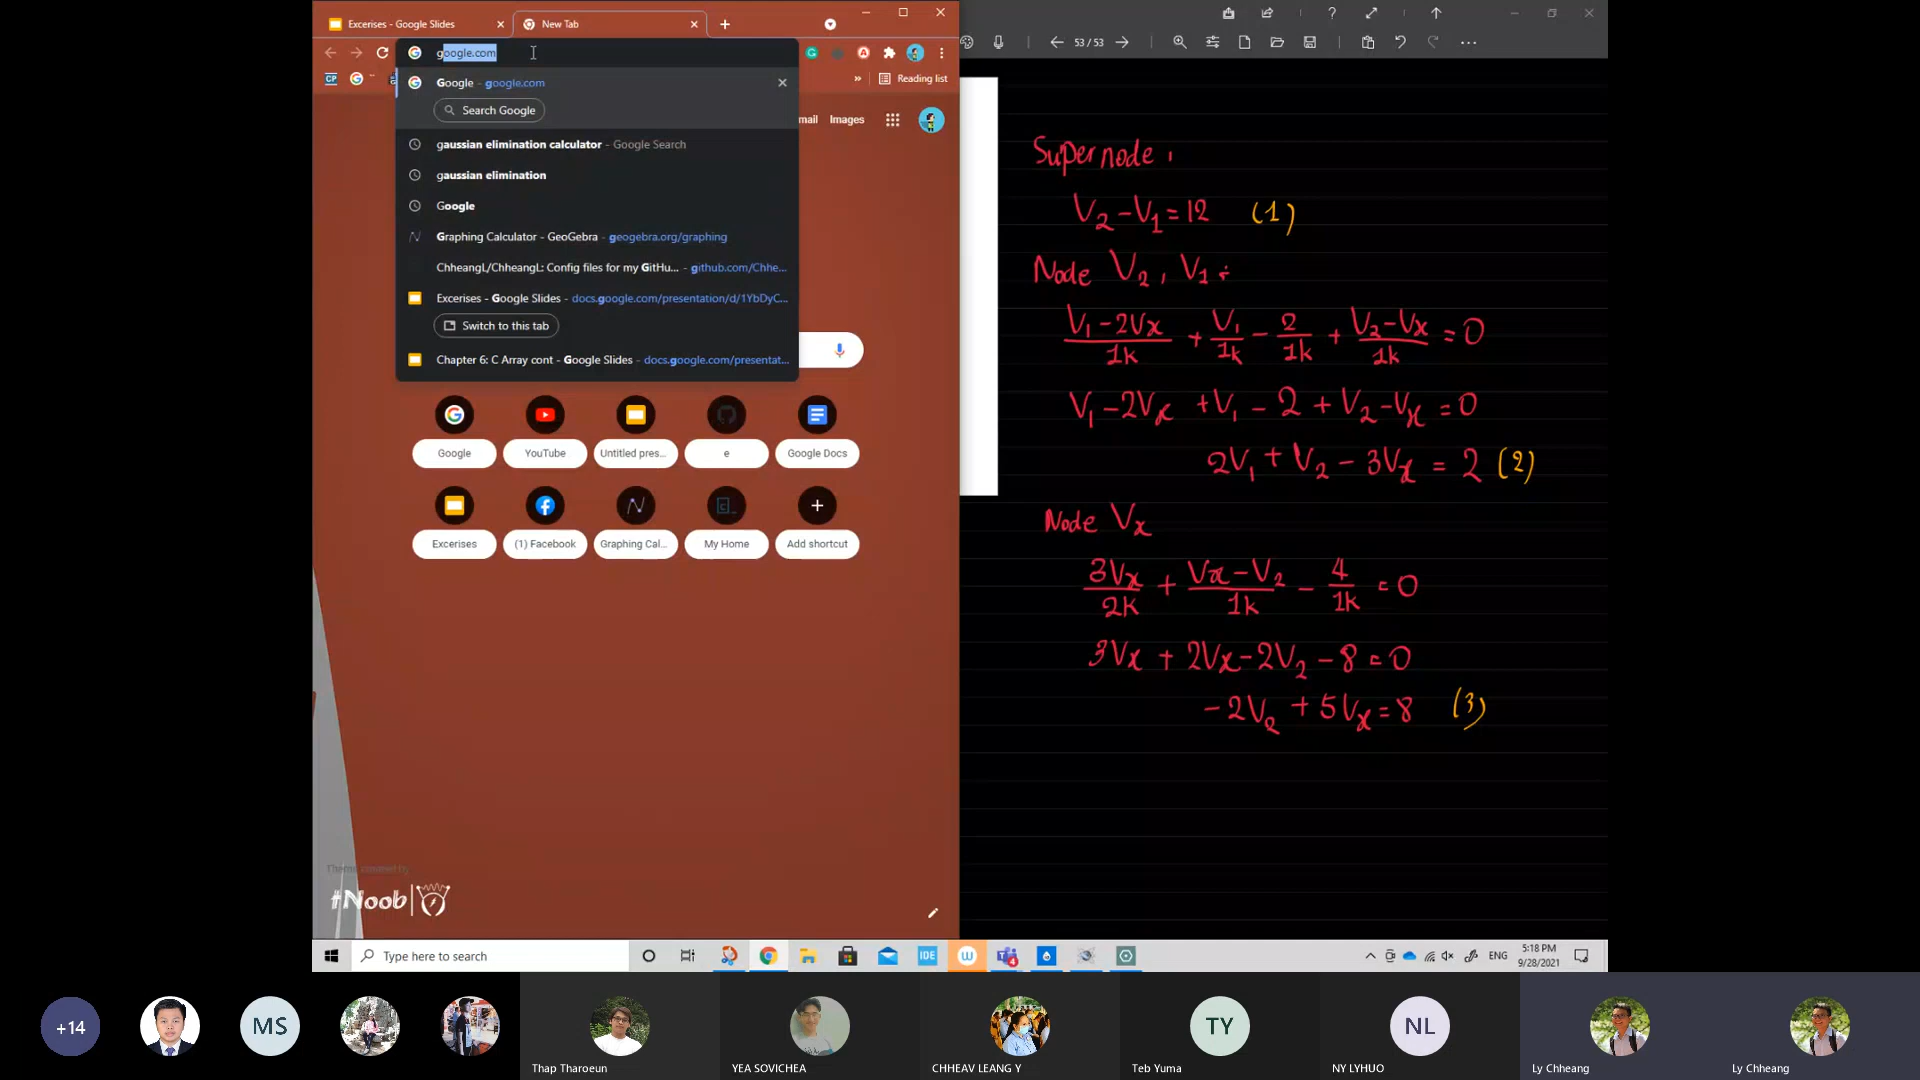 Excerises - Google Slides
New Tab
google.com
Google - google.com
Search Google
gaussian elimination calculator - Google Search
gaussian elimination
Google
Graphing Calculator - GeoGebra - geogebra.org/graphing
ChheangL/ChheangL: Config files for my GitHu... - github.com/Chhe...
Excerises - Google Slides - docs.google.com/presentation/d/1YbDyC...
Switch to this tab
Chapter 6: C Array cont - Google Slides - docs.google.com/presentat...
CP
Reading list
mail Images
Google
YouTube
Untitled pres...
e
Google Docs
Excerises
(1) Facebook
Graphing Cal...
My Home
Add shortcut
Theme created by
#Noob
53 / 53
Supernode,
V2 - V1 = 12 (1)
Node V2, V1 :
V1-2Vx/1k + V1/1k - 2/1k + V2-Vx/1k = 0
V1 - 2Vx + V1 - 2 + V2 - Vx = 0
2V1 + V2 - 3Vx = 2 (2)
Node Vx
3Vx/2k + Vx-V2/1k - 4/1k = 0
3Vx + 2Vx - 2V2 - 8 = 0
-2V2 + 5Vx = 8 (3)
Type here to search
IDE
4
ENG
5:18 PM
9/28/2021
+14
MS
Thap Tharoeun
YEA SOVICHEA
CHHEAV LEANG Y
TY
Teb Yuma
NL
NY LYHUO
Ly Chheang
Ly Chheang